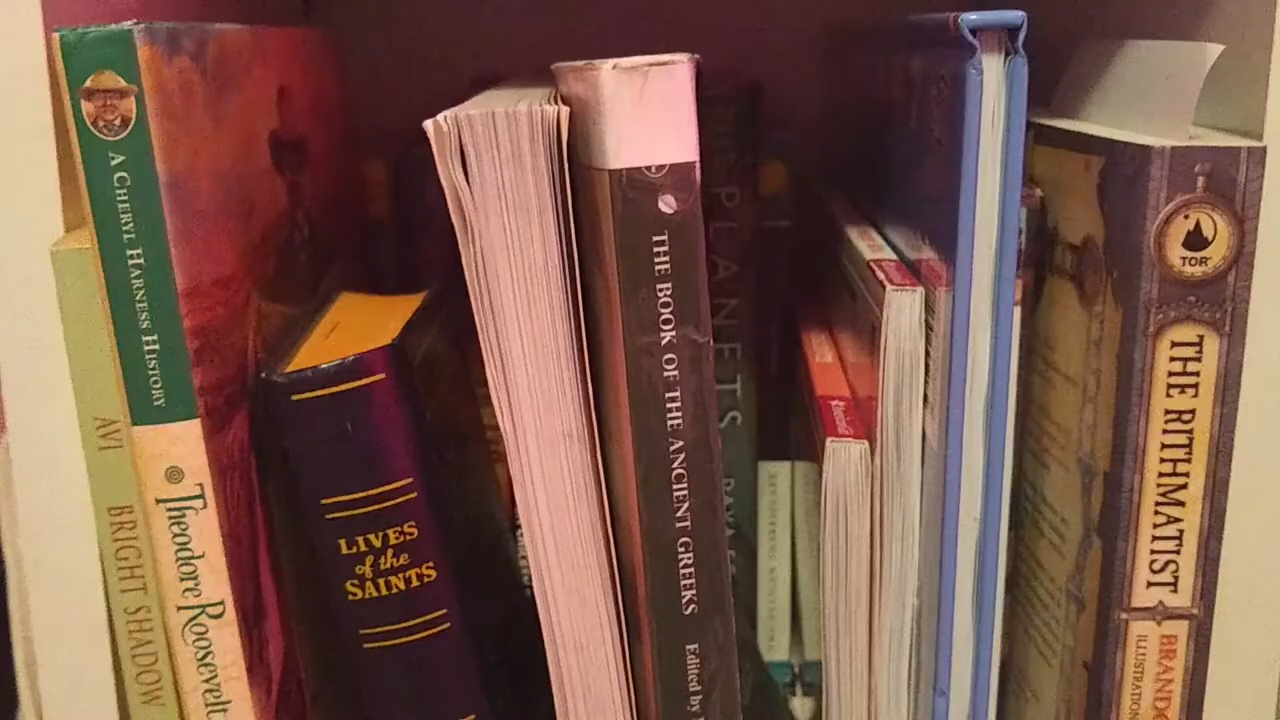 AVI BRIGHT SHADOW
A CHERYL HARNESS HISTORY
Theodore Roosevelt
LIVES
of the
SAINTS
THE BOOK OF THE ANCIENT GREEKS Edited by
PLANETS
TOR
THE RITHMATIST